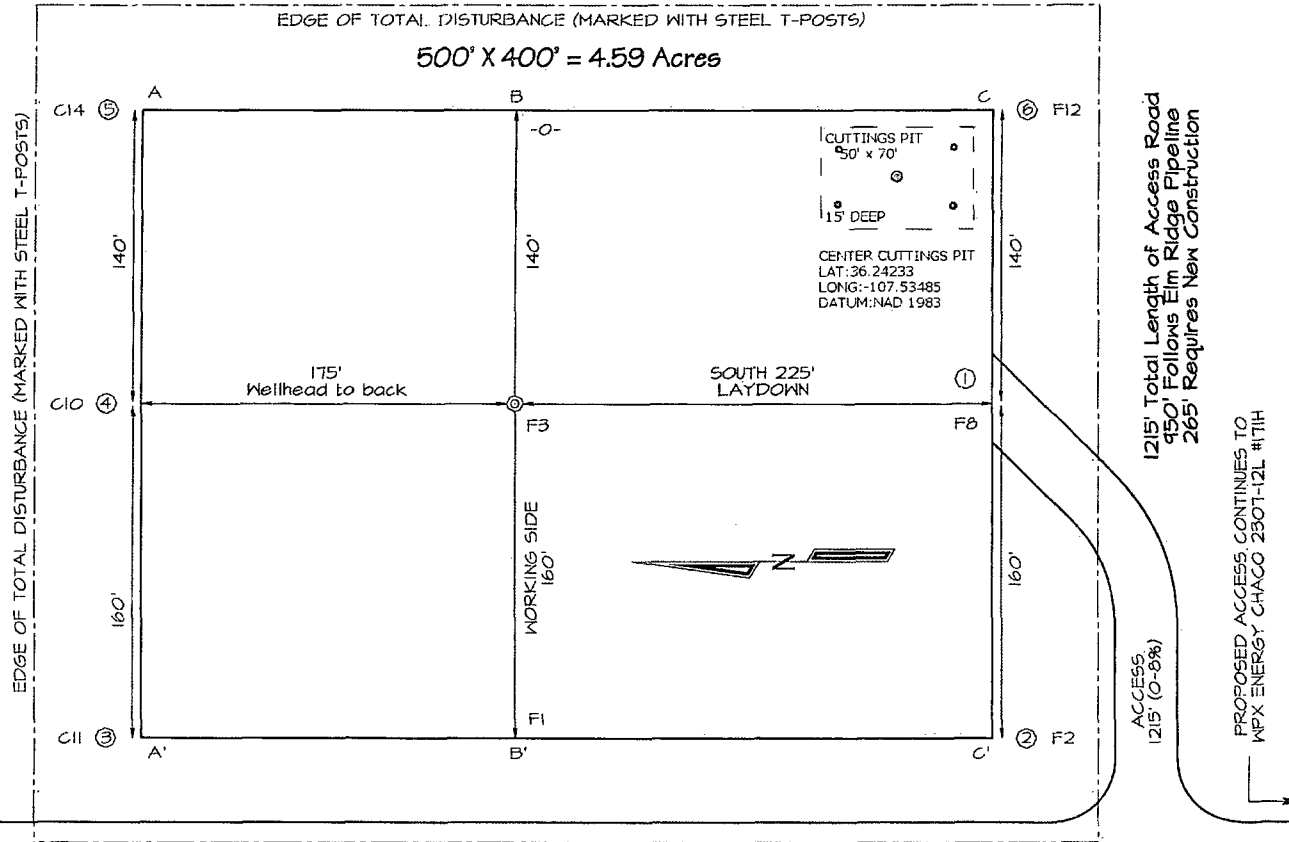 EDGE OF TOTAL DISTURBANCE (MARKED WITH STEEL T-POSTS)
500' X 400' = 4.59 Acres
EDGE OF TOTAL DISTURBANCE (MARKED WITH STEEL T-POSTS)
A
B
C
C14 ⑤
⑥ F12
-0-
CUTTINGS PIT
50' x 70'
15' DEEP
CENTER CUTTINGS PIT
LAT:36.24233
LONG:-107.53485
DATUM:NAD 1983
140'
140'
140'
1215' Total Length of Access Road
950' Follows Elm Ridge Pipeline
265' Requires New Construction
175'
Wellhead to back
SOUTH 225'
LAYDOWN
①
C10 ④
F3
F8
WORKING SIDE
160'
160'
160'
N
F1
C11 ③
② F2
A'
B'
C'
ACCESS
1215' (0-8%)
PROPOSED ACCESS CONTINUES TO
WPX ENERGY CHACO 2307-12L #171H